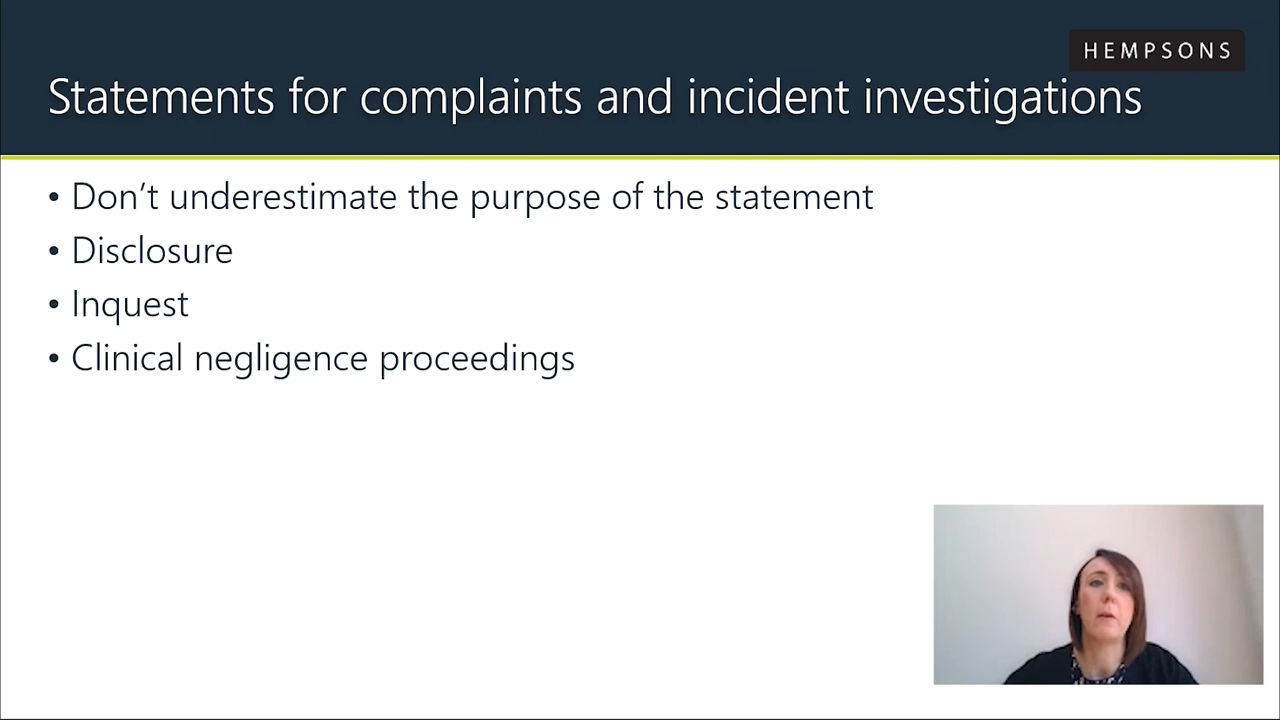 HEMPSONS
Statements for complaints and incident investigations
• Don’t underestimate the purpose of the statement
• Disclosure
• Inquest
• Clinical negligence proceedings